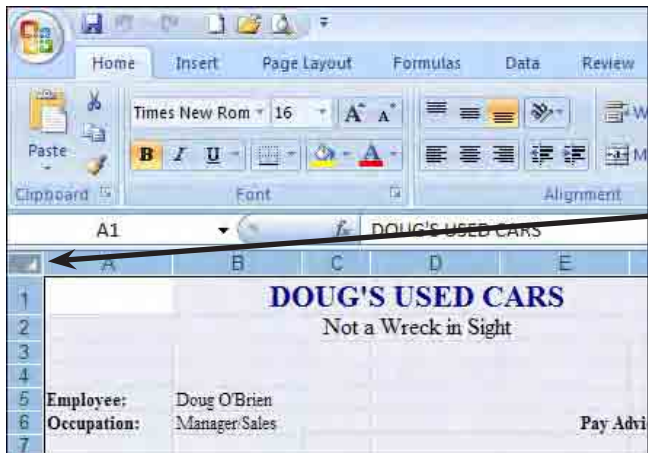 Home Insert Page Layout Formulas Data Review
Times New Rom 16 A A W
Paste B I U A M
Clipboard Font Alignment
A1 fx DOUG'S USED CARS
A B C D E
1 DOUG'S USED CARS
2 Not a Wreck in Sight
3
4
5 Employee: Doug O'Brien
6 Occupation: Manager/Sales Pay Advi
7